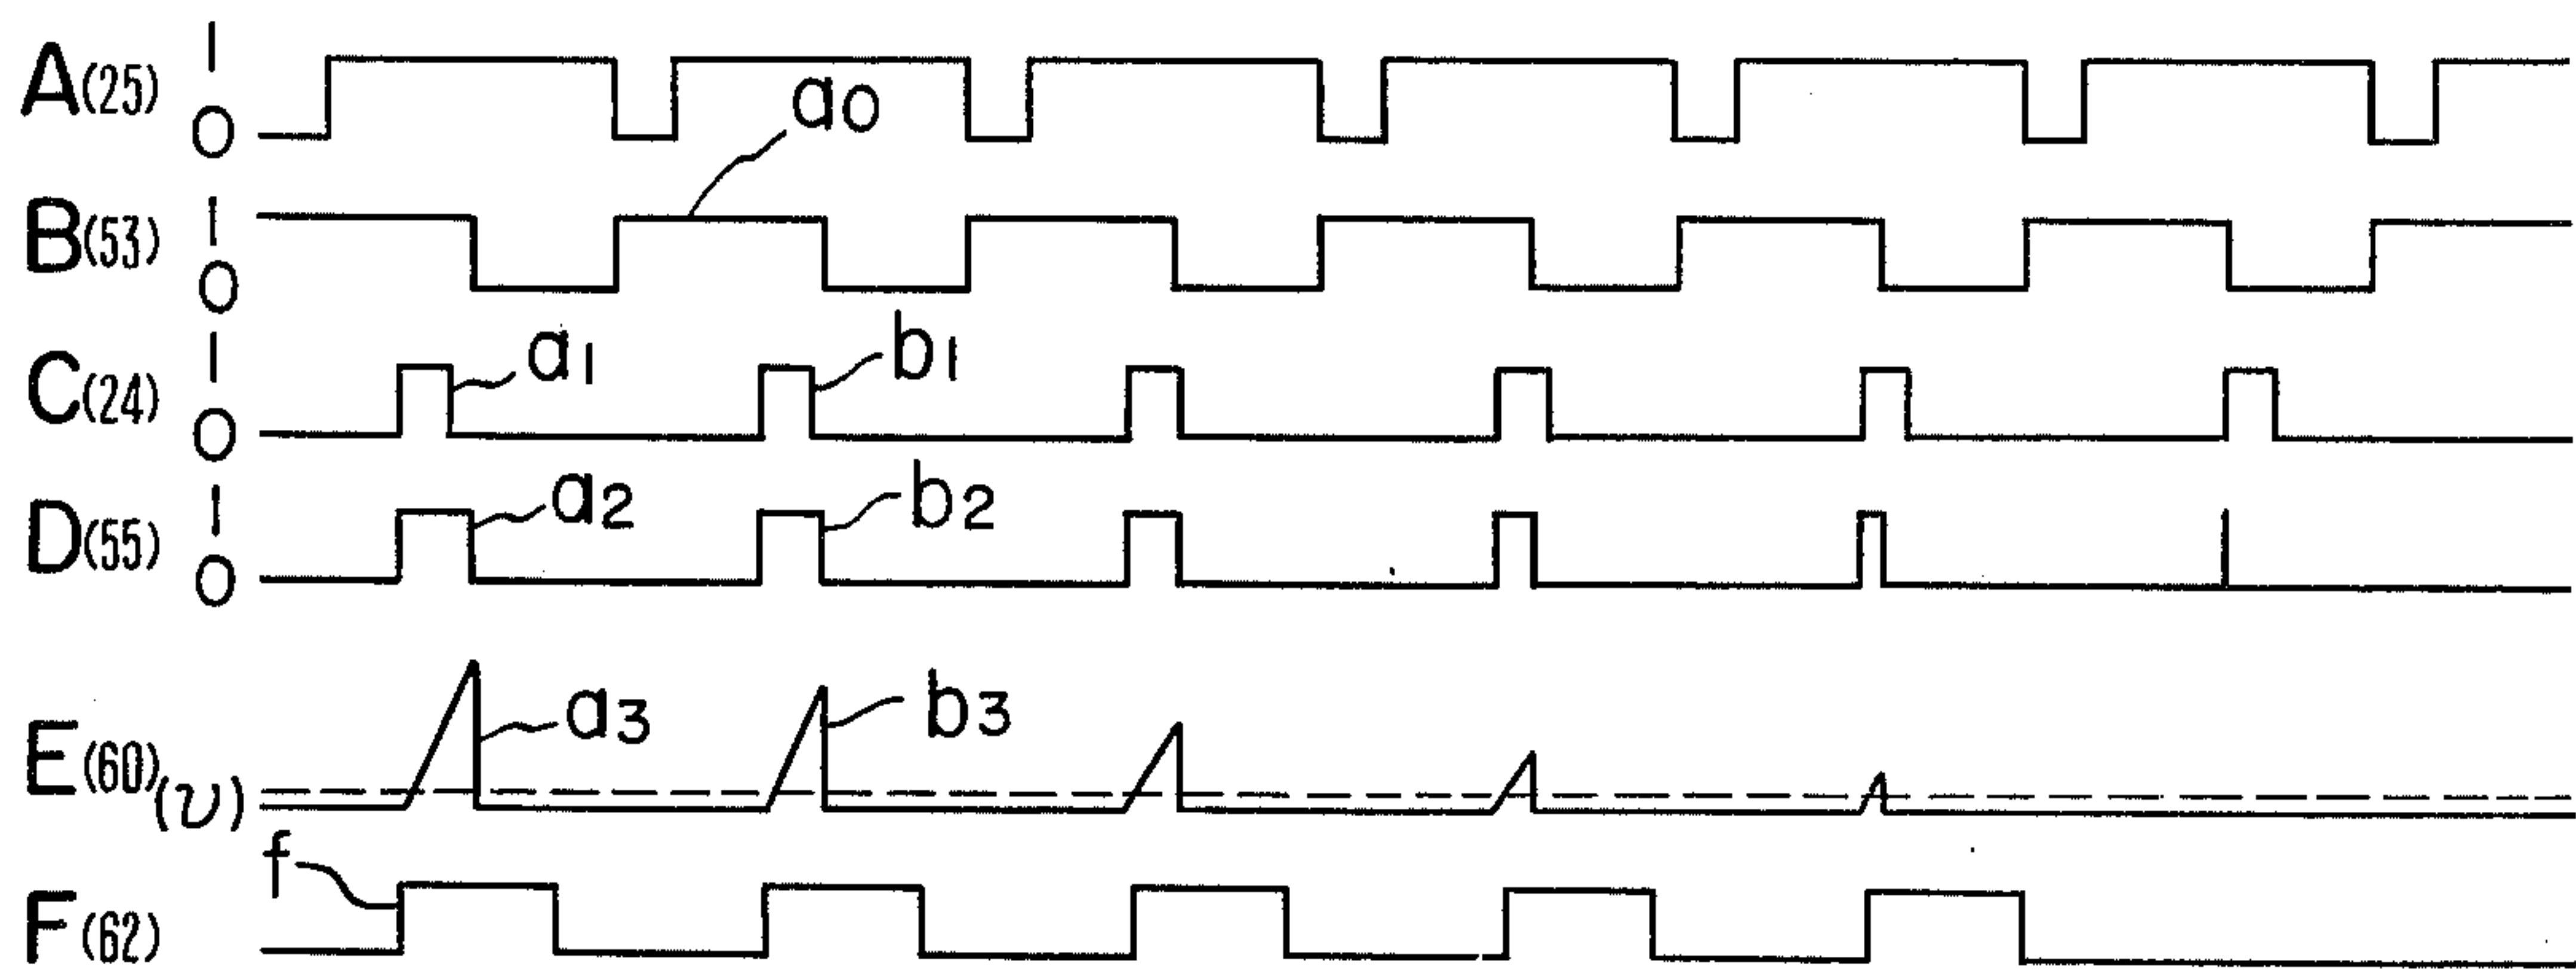 A(25) 1
0
a0
B(53) 1
0
C(24) 1
0
a1
b1
D(55) 1
0
a2
b2
E(60)
(v)
a3
b3
F(62)
f